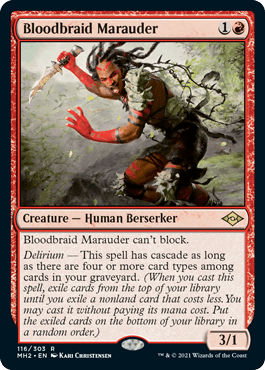 Bloodbraid Marauder 1
Creature — Human Berserker
Bloodbraid Marauder can't block.
Delirium — This spell has cascade as long
as there are four or more card types among
cards in your graveyard. (When you cast this
spell, exile cards from the top of your library
until you exile a nonland card that costs less. You
may cast it without paying its mana cost. Put
the exiled cards on the bottom of your library in
a random order.)
3/1
116/303 R
MH2 • EN KARI CHRISTENSEN
™ & © 2021 Wizards of the Coast